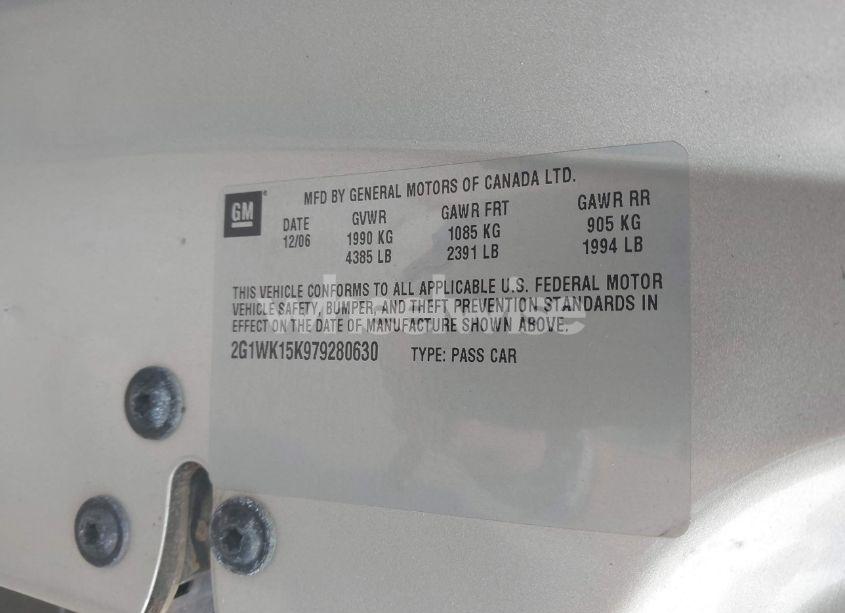 GM
MFD BY GENERAL MOTORS OF CANADA LTD.
DATE GVWR GAWR FRT GAWR RR
12/06 1990 KG 1085 KG 905 KG
4385 LB 2391 LB 1994 LB
THIS VEHICLE CONFORMS TO ALL APPLICABLE U.S. FEDERAL MOTOR
VEHICLE SAFETY, BUMPER, AND THEFT PREVENTION STANDARDS IN
EFFECT ON THE DATE OF MANUFACTURE SHOWN ABOVE.
2G1WK15K979280630 TYPE: PASS CAR